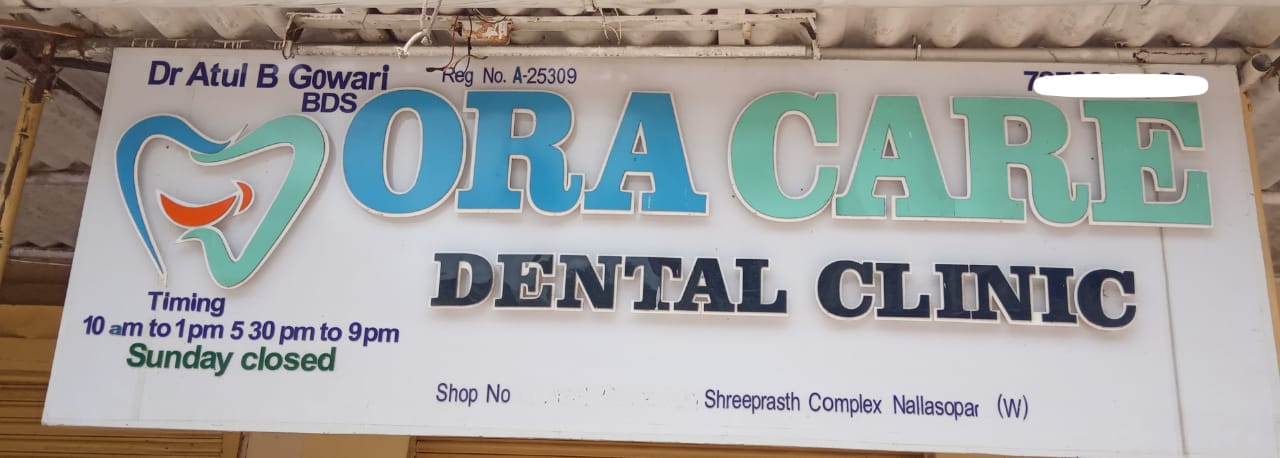 Dr Atul B Gowari
Reg No. A-25309
BDS
ORA CARE
DENTAL CLINIC
Timing
10 am to 1pm 5 30 pm to 9pm
Sunday closed
Shop No
Shreeprasth Complex Nallasopar (W)